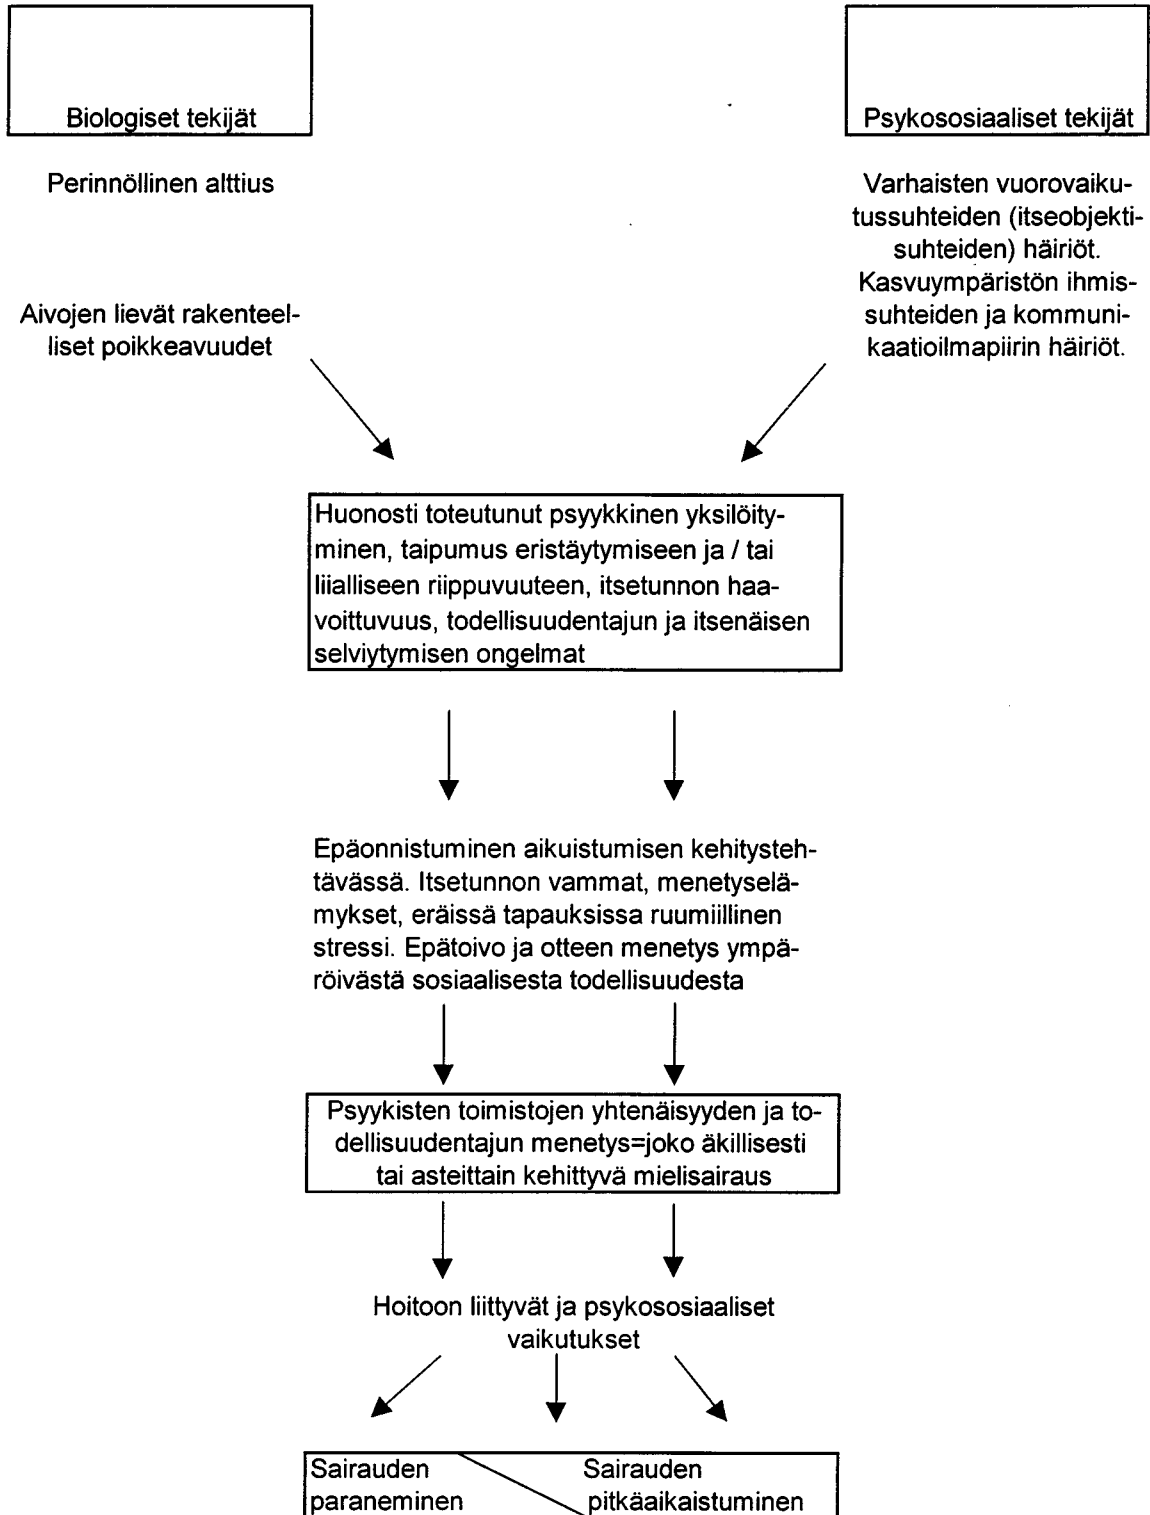 Biologiset tekijät
Psykososiaaliset tekijät
Perinnöllinen alttius
Aivojen lievät rakenteel-
liset poikkeavuudet
Varhaisten vuorovaiku-
tussuhteiden (itseobjekti-
suhteiden) häiriöt.
Kasvuympäristön ihmis-
suhteiden ja kommuni-
kaatioilmapiirin häiriöt.
Huonosti toteutunut psyykkinen yksilöity-
minen, taipumus eristäytymiseen ja / tai
liialliseen riippuvuuteen, itsetunnon haa-
voittuvuus, todellisuudentajun ja itsenäisen
selviytymisen ongelmat
Epäonnistuminen aikuistumisen kehitysteh-
tävässä. Itsetunnon vammat, menetyselä-
mykset, eräissä tapauksissa ruumiillinen
stressi. Epätoivo ja otteen menetys ympä-
röivästä sosiaalisesta todellisuudesta
Psyykisten toimistojen yhtenäisyyden ja to-
dellisuudentajun menetys=joko äkillisesti
tai asteittain kehittyvä mielisairaus
Hoitoon liittyvät ja psykososiaaliset
vaikutukset
Sairauden
paraneminen
Sairauden
pitkäaikaistuminen